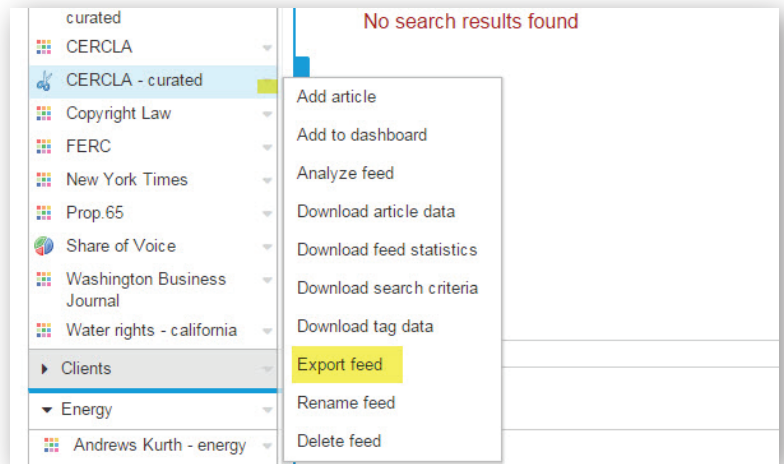 No search results found
curated
CERCLA
CERCLA - curated
Copyright Law
FERC
New York Times
Prop.65
Share of Voice
Washington Business
Journal
Water rights - california
Clients
Energy
Andrews Kurth - energy
Add article
Add to dashboard
Analyze feed
Download article data
Download feed statistics
Download search criteria
Download tag data
Export feed
Rename feed
Delete feed